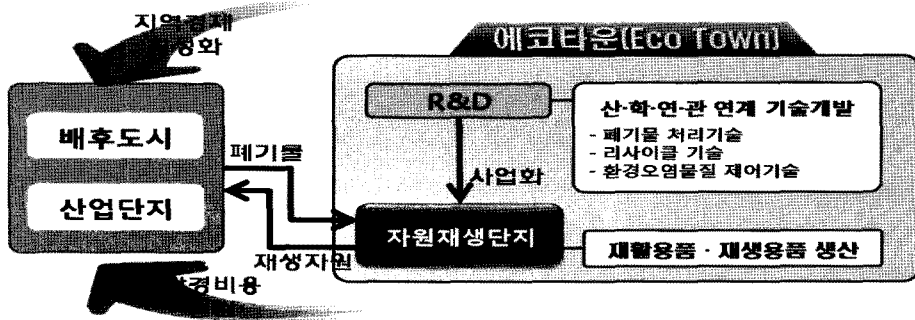 지역경제
에코타운(Eco Town)
R&D
산·학·연·관 연계 기술개발
- 폐기물 처리기술
- 리사이클 기술
- 환경오염물질 제어기술
배후도시
폐기물
사업화
산업단지
자원재생단지
재생자원
재활용품 · 재생용품 생산